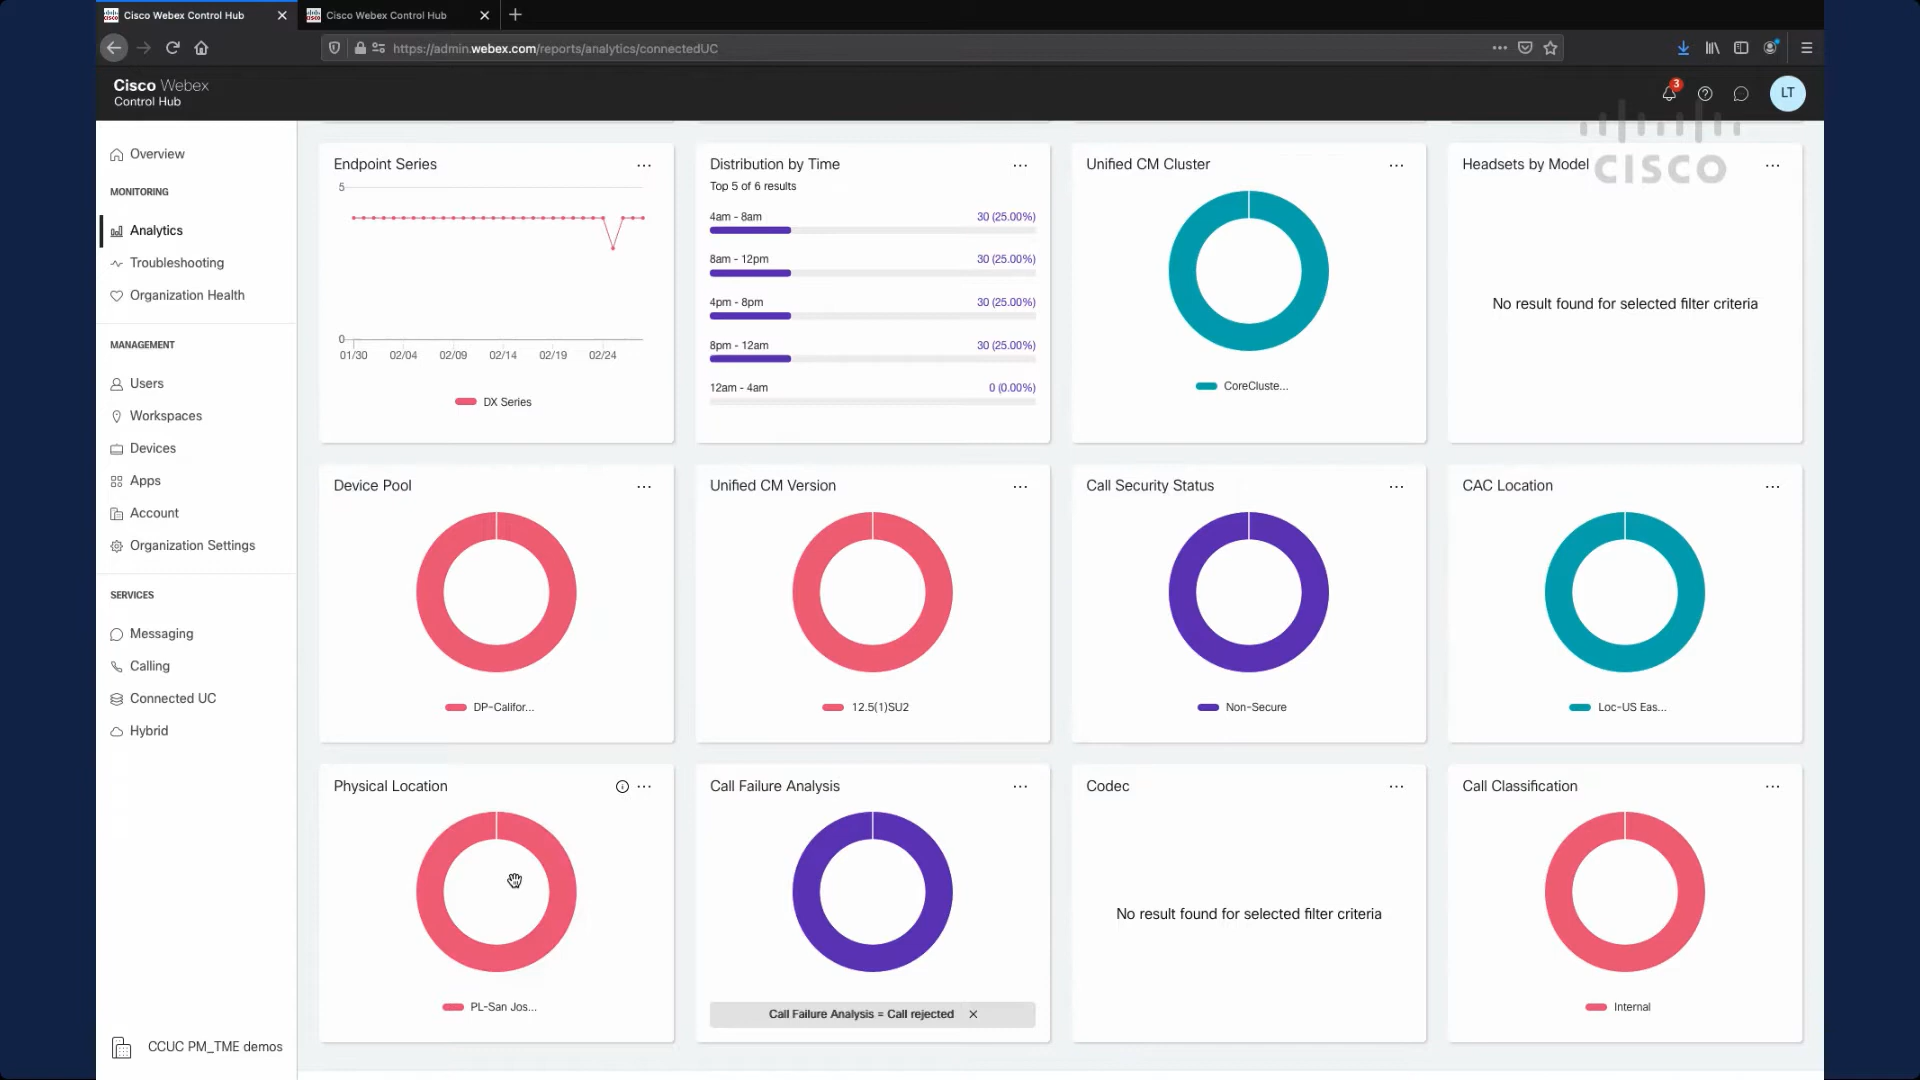 Cisco Webex Control Hub
Cisco Webex Control Hub
https://admin.webex.com/reports/analytics/connectedUC
Cisco Webex
Control Hub
3
LT
CISCO
Overview
MONITORING
Analytics
Troubleshooting
Organization Health
MANAGEMENT
Users
Workspaces
Devices
Apps
Account
Organization Settings
SERVICES
Messaging
Calling
Connected UC
Hybrid
CCUC PM_TME demos
Endpoint Series
5
0
01/30 02/04 02/09 02/14 02/19 02/24
DX Series
Distribution by Time
Top 5 of 6 results
4am - 8am 30 (25.00%)
8am - 12pm 30 (25.00%)
4pm - 8pm 30 (25.00%)
8pm - 12am 30 (25.00%)
12am - 4am 0 (0.00%)
Unified CM Cluster
CoreCluste...
Headsets by Model
No result found for selected filter criteria
Device Pool
DP-Califor...
Unified CM Version
12.5(1)SU2
Call Security Status
Non-Secure
CAC Location
Loc-US Eas...
Physical Location
PL-San Jos...
Call Failure Analysis
Call Failure Analysis = Call rejected
Codec
No result found for selected filter criteria
Call Classification
Internal